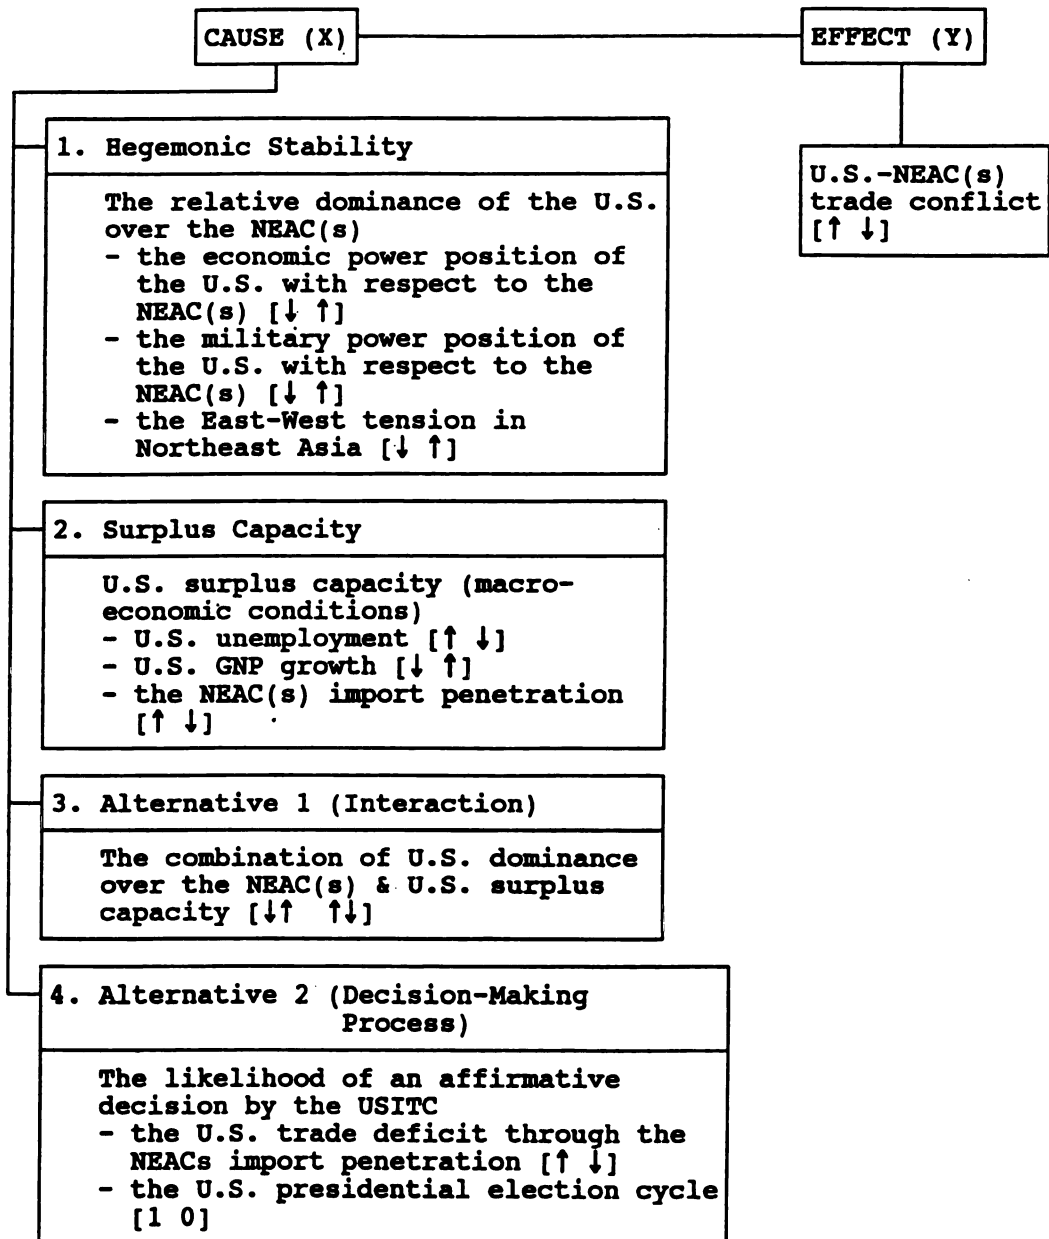 CAUSE (X)
EFFECT (Y)
1. Hegemonic Stability
The relative dominance of the U.S.
over the NEAC(s)
- the economic power position of
the U.S. with respect to the
NEAC(s) [↓ ↑]
- the military power position of
the U.S. with respect to the
NEAC(s) [↓ ↑]
- the East-West tension in
Northeast Asia [↓ ↑]
U.S.-NEAC(s)
trade conflict
[↑ ↓]
2. Surplus Capacity
U.S. surplus capacity (macro-
economic conditions)
- U.S. unemployment [↑ ↓]
- U.S. GNP growth [↓ ↑]
- the NEAC(s) import penetration
[↑ ↓]
3. Alternative 1 (Interaction)
The combination of U.S. dominance
over the NEAC(s) & U.S. surplus
capacity [↓↑ ↑↓]
4. Alternative 2 (Decision-Making
Process)
The likelihood of an affirmative
decision by the USITC
- the U.S. trade deficit through the
NEACs import penetration [↑ ↓]
- the U.S. presidential election cycle
[1 0]